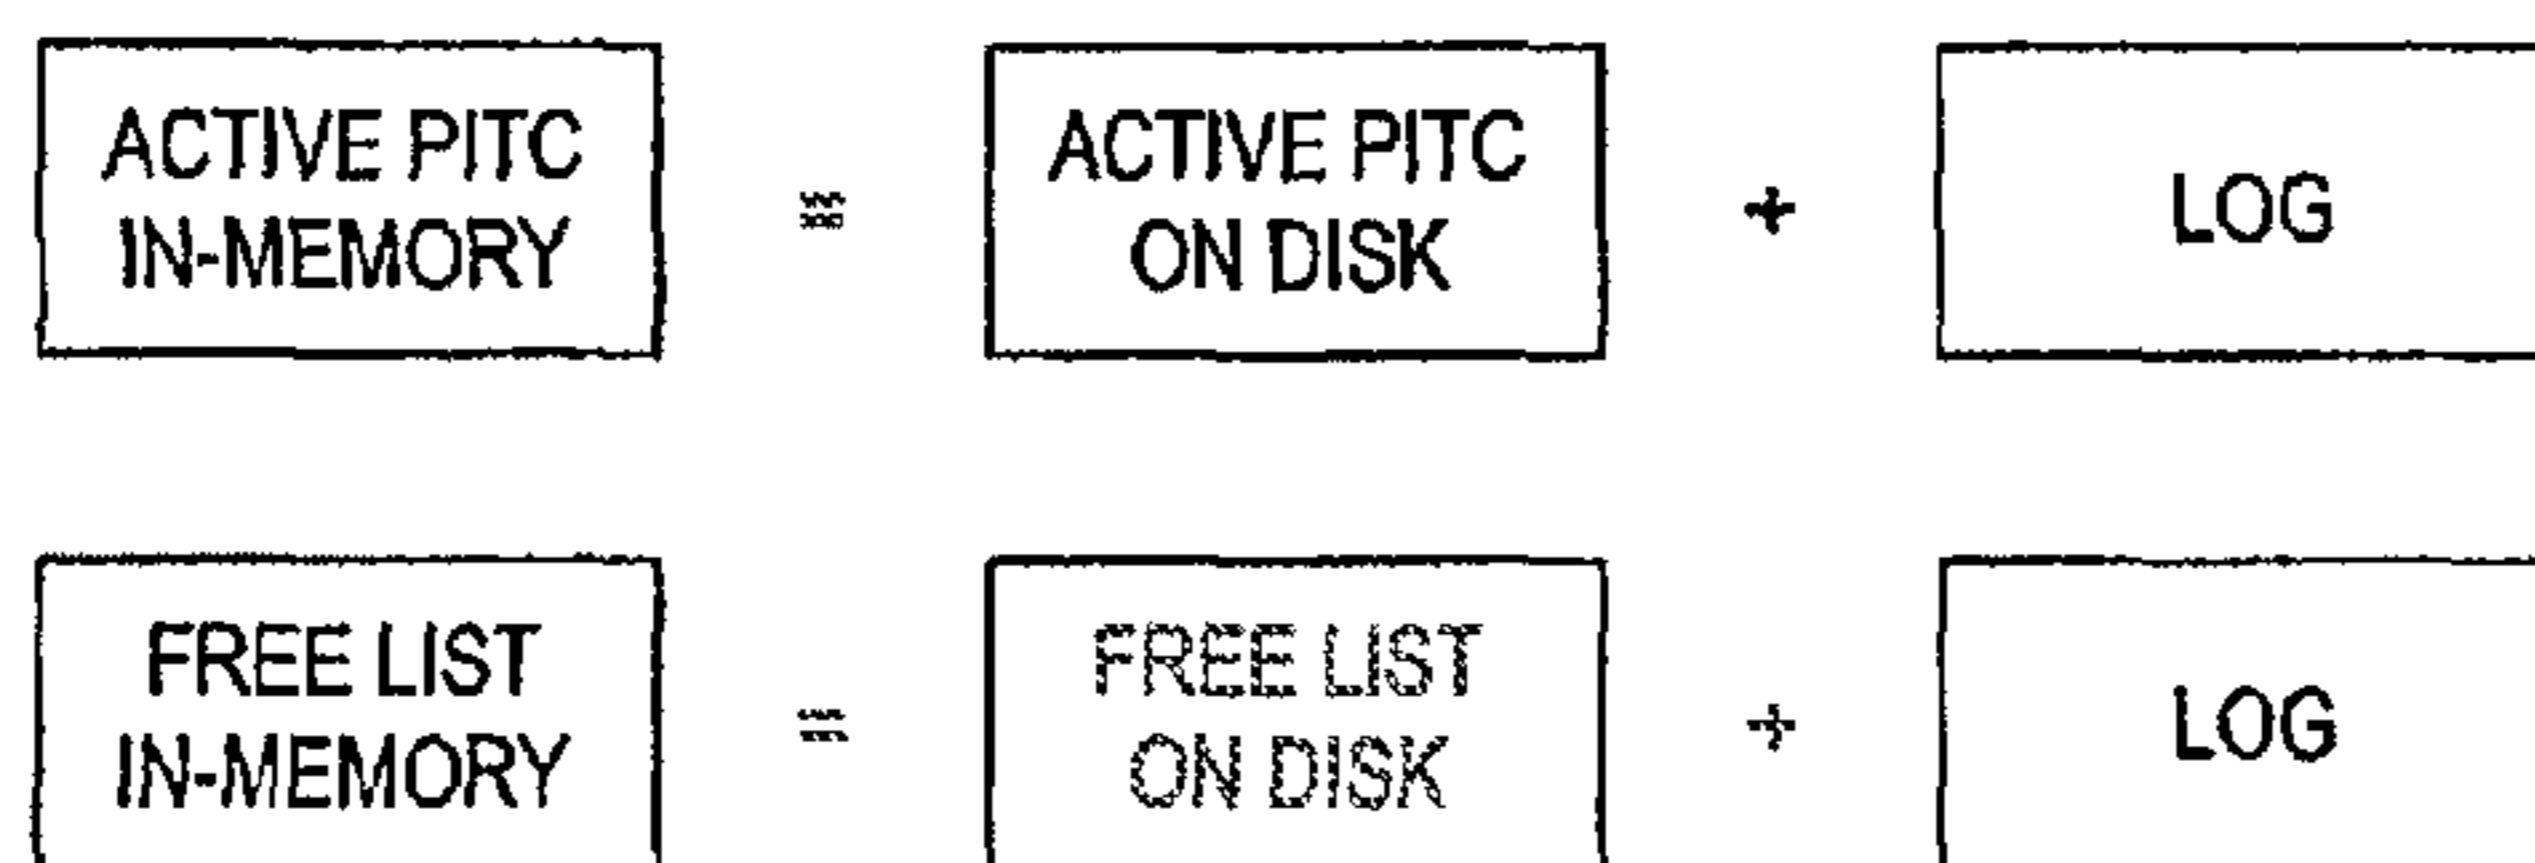 ACTIVE PITC
IN-MEMORY
=
ACTIVE PITC
ON DISK
+
LOG
FREE LIST
IN-MEMORY
=
FREE LIST
ON DISK
+
LOG